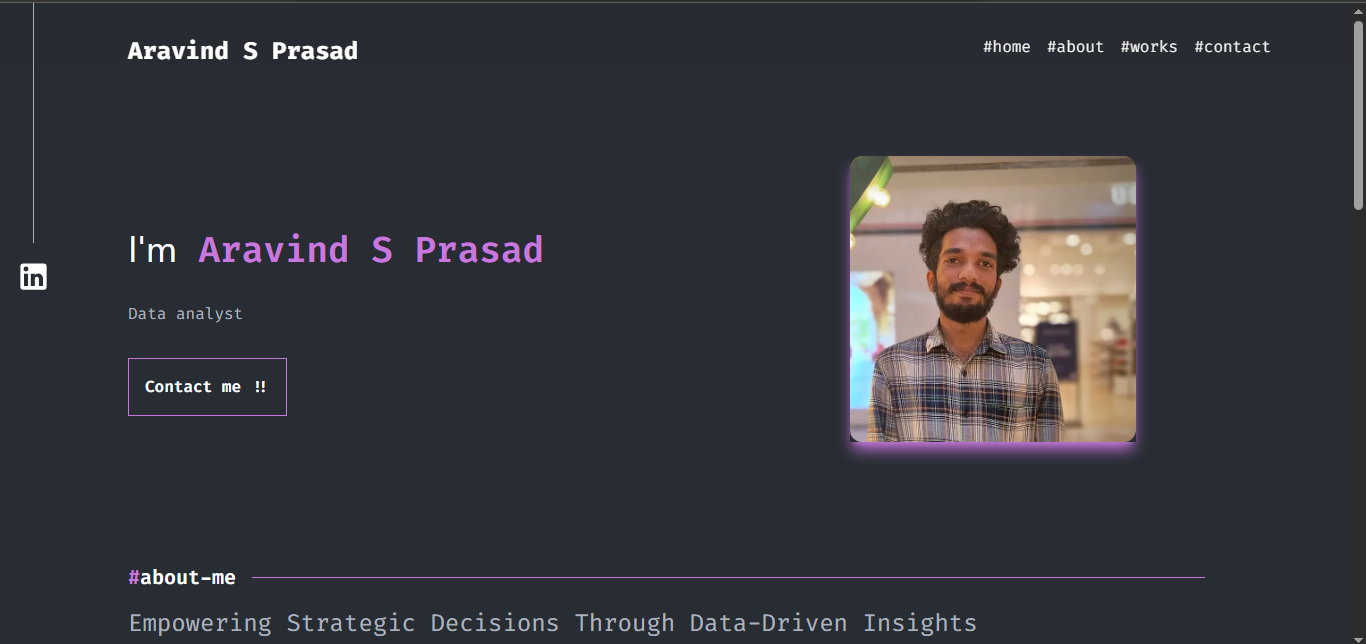 Aravind S Prasad
#home #about #works #contact
I'm Aravind S Prasad
in
Data analyst
Contact me !!
#about-me
Empowering Strategic Decisions Through Data-Driven Insights